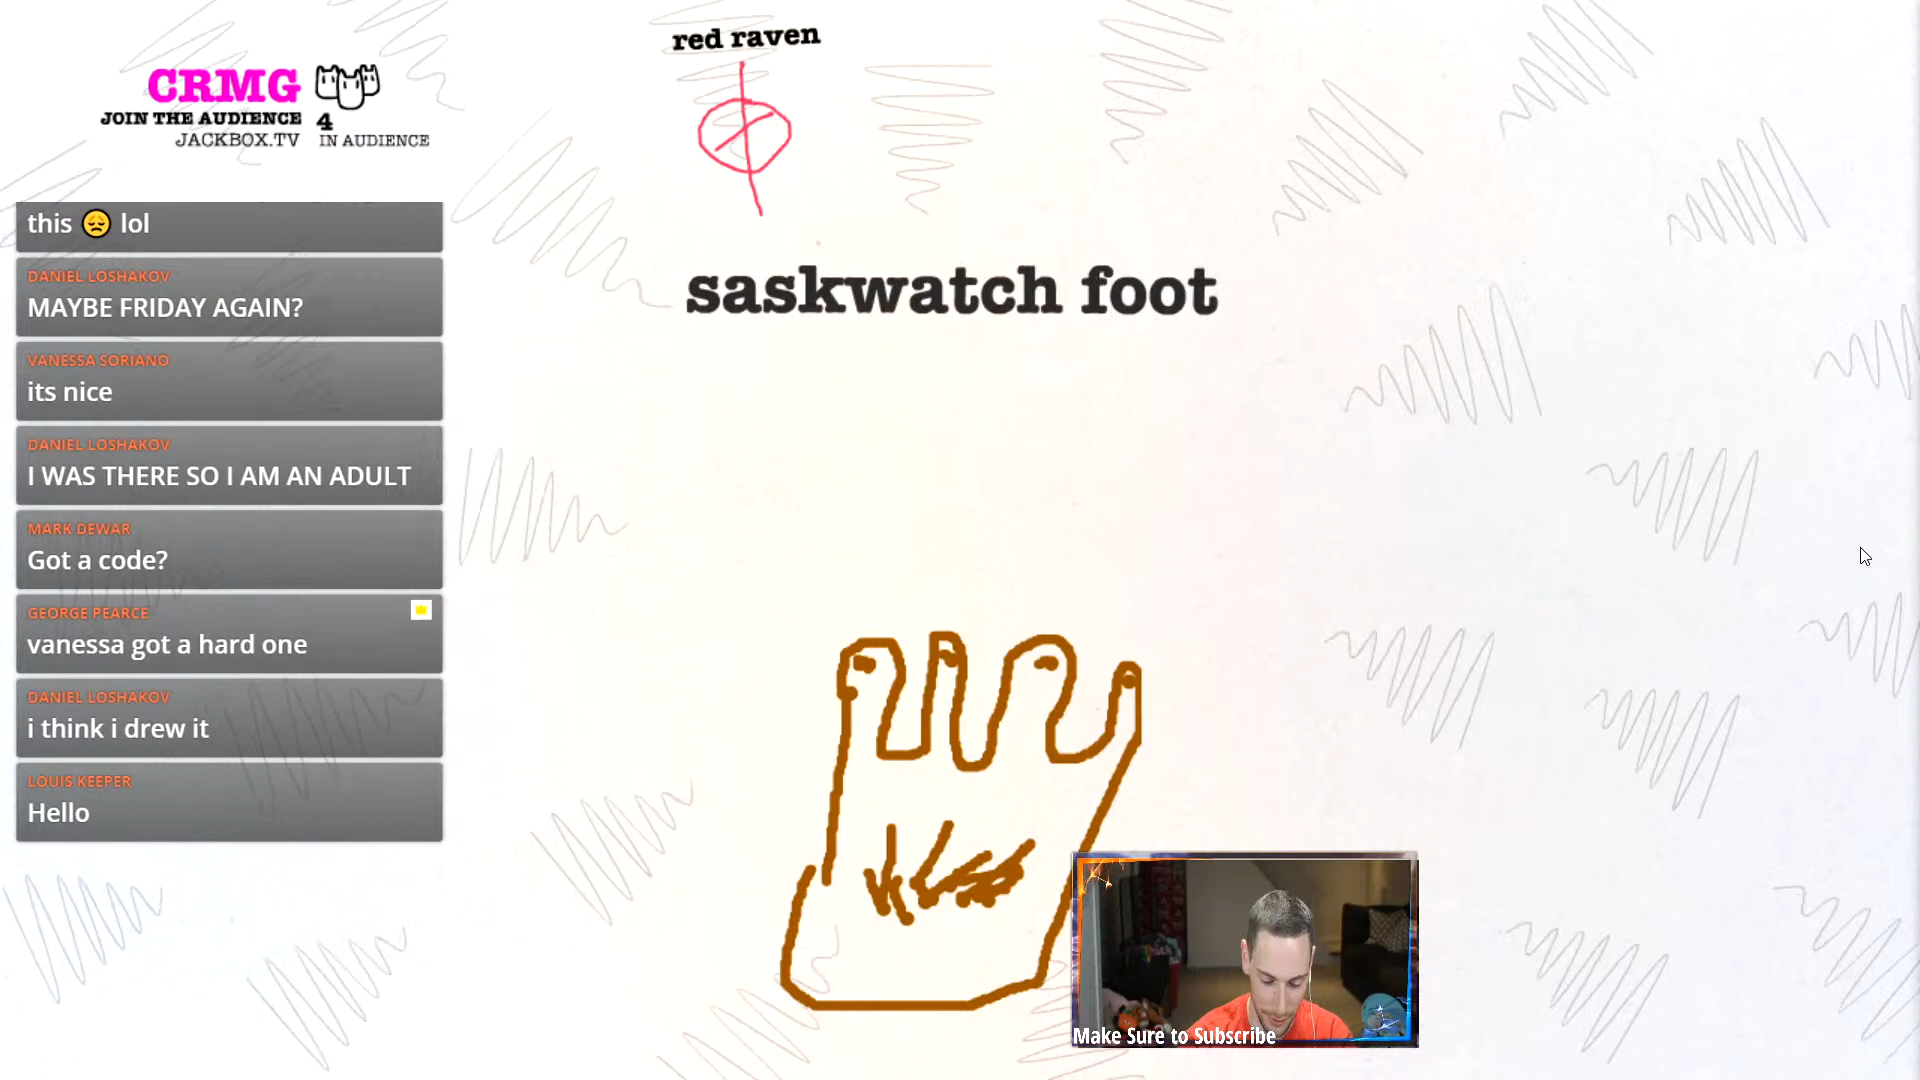 red raven
CRMG
JOIN THE AUDIENCE
JACKBOX.TV
4
IN AUDIENCE
saskwatch foot
this 😞 lol
DANIEL LOSHAKOV
MAYBE FRIDAY AGAIN?
VANESSA SORIANO
its nice
DANIEL LOSHAKOV
I WAS THERE SO I AM AN ADULT
MARK DEWAR
Got a code?
GEORGE PEARCE
vanessa got a hard one
DANIEL LOSHAKOV
i think i drew it
LOUIS KEEPER
Hello
Make Sure to Subscribe